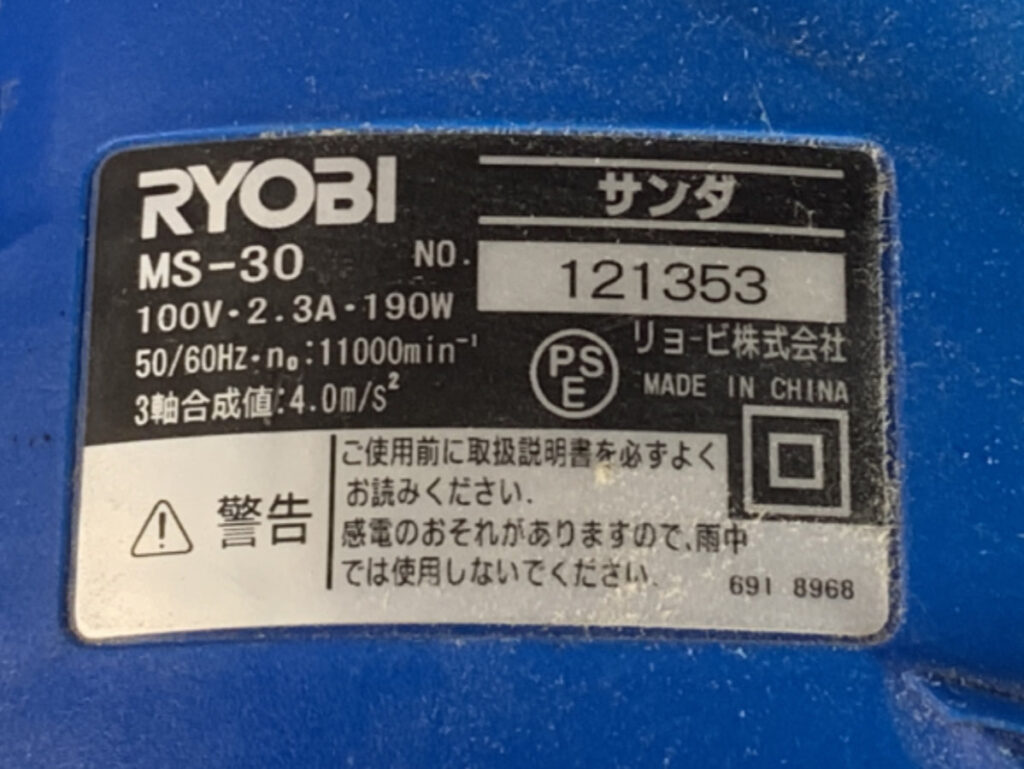 RYOBI
サンダ
MS-30
NO. 121353
100V・2.3A・190W
50/60Hz・n₀:11000min⁻¹
3軸合成値:4.0m/s²
PS
E
リョービ株式会社
MADE IN CHINA
警告
ご使用前に取扱説明書を必ずよく
お読みください.
感電のおそれがありますので、雨中
では使用しないでください.
691 8968